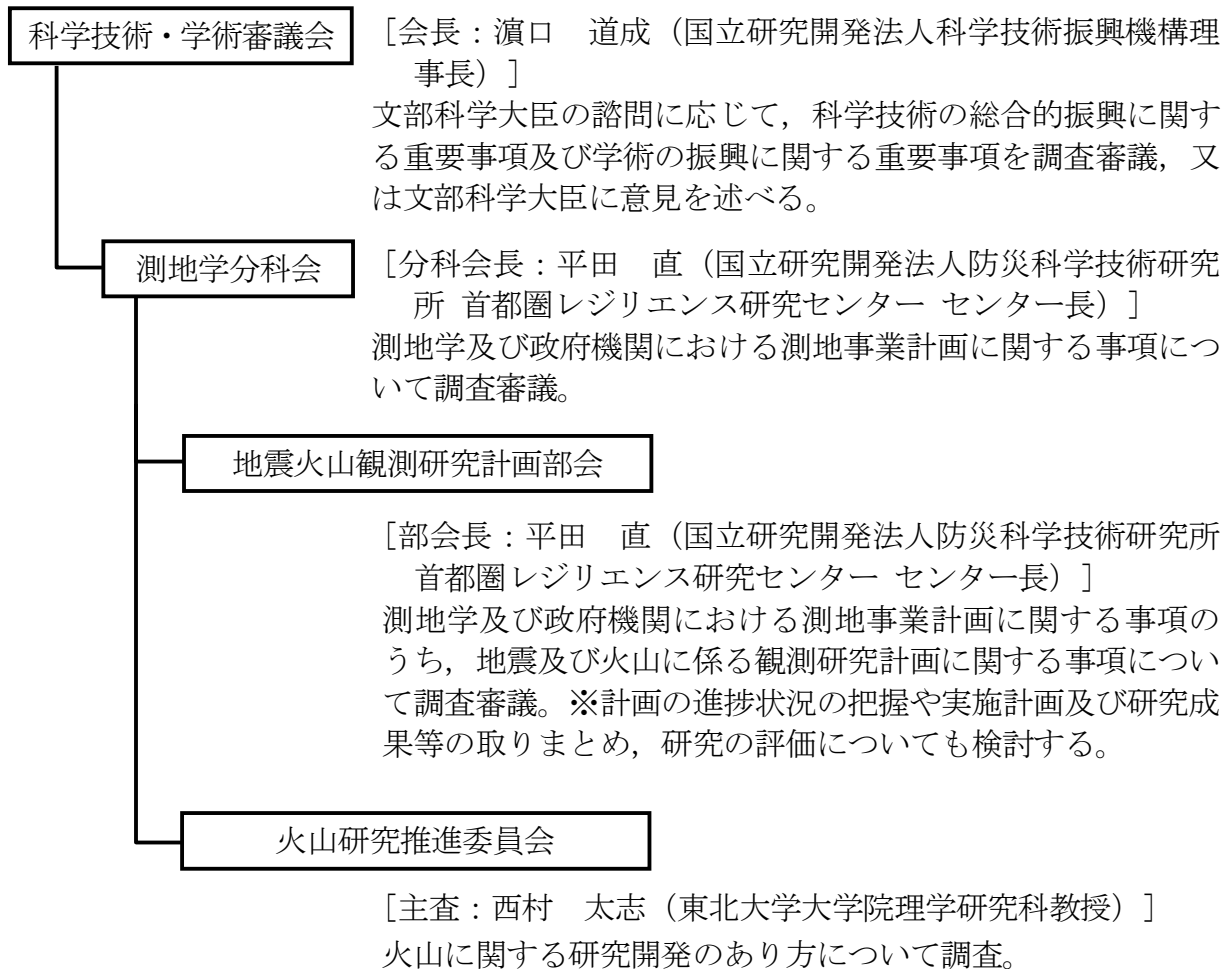 科学技術・学術審議会
[会長：濵口　道成（国立研究開発法人科学技術振興機構理
事長）]
文部科学大臣の諮問に応じて，科学技術の総合的振興に関す
る重要事項及び学術の振興に関する重要事項を調査審議，又
は文部科学大臣に意見を述べる。
測地学分科会
[分科会長：平田　直（国立研究開発法人防災科学技術研究
所 首都圏レジリエンス研究センター センター長）]
測地学及び政府機関における測地事業計画に関する事項につ
いて調査審議。
地震火山観測研究計画部会
[部会長：平田　直（国立研究開発法人防災科学技術研究所
首都圏レジリエンス研究センター センター長）]
測地学及び政府機関における測地事業計画に関する事項の
うち，地震及び火山に係る観測研究計画に関する事項につい
て調査審議。※計画の進捗状況の把握や実施計画及び研究成
果等の取りまとめ，研究の評価についても検討する。
火山研究推進委員会
[主査：西村　太志（東北大学大学院理学研究科教授）]
火山に関する研究開発のあり方について調査。